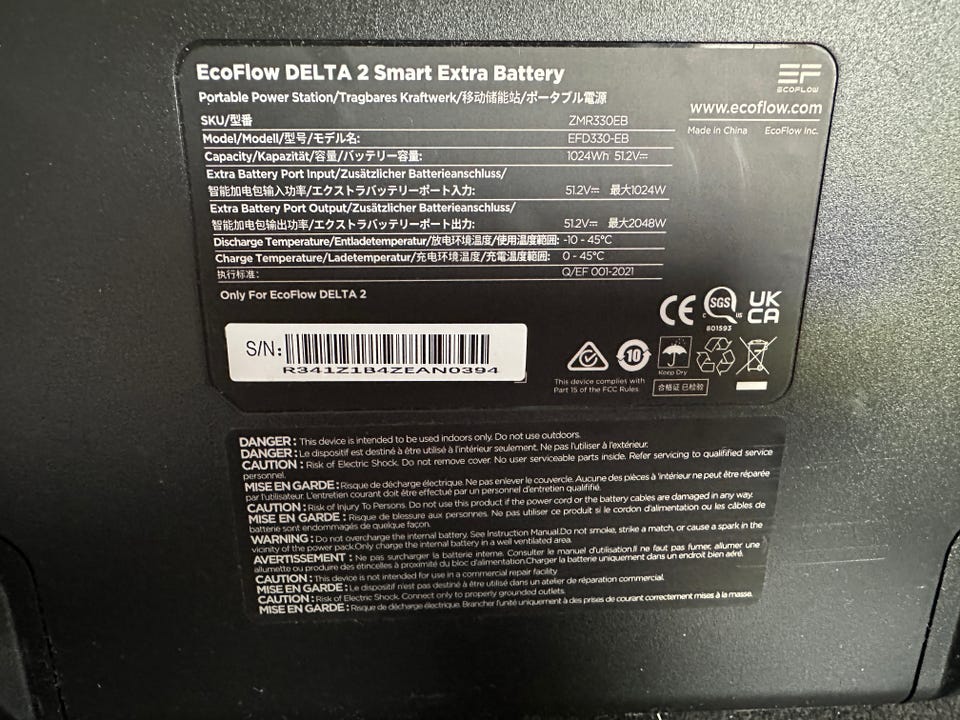 EcoFlow DELTA 2 Smart Extra Battery
EF
ECOFLOW
Portable Power Station/Tragbares Kraftwerk/移动储能站/ポータブル電源
www.ecoflow.com
SKU/型番 ZMR330EB
Made in China EcoFlow Inc.
Model/Modell/型号/モデル名: EFD330-EB
Capacity/Kapazität/容量/バッテリー容量: 1024Wh 51.2V⎓
Extra Battery Port Input/Zusätzlicher Batterieanschluss/
智能加电包输入功率/エクストラバッテリーポート入力: 51.2V⎓ 最大1024W
Extra Battery Port Output/Zusätzlicher Batterieanschluss/
智能加电包输出功率/エクストラバッテリーポート出力: 51.2V⎓ 最大2048W
Discharge Temperature/Entladetemperatur/放电环境温度/使用温度範囲: -10 - 45°C
Charge Temperature/Ladetemperatur/充电环境温度/充電温度範囲: 0 - 45°C
执行标准: Q/EF 001-2021
Only For EcoFlow DELTA 2
CE
C SGS US
801593
UK
CA
S/N:
R341Z1B4ZEAN0394
10
Keep Dry
This device complies with
Part 15 of the FCC Rules.
合格证 已检验
DANGER : This device is intended to be used indoors only. Do not use outdoors.
DANGER : Le dispositif est destiné à être utilisé à l'intérieur seulement. Ne pas l'utiliser à l'extérieur.
CAUTION : Risk of Electric Shock. Do not remove cover. No user serviceable parts inside. Refer servicing to qualifified service
personnel.
MISE EN GARDE : Risque de décharge électrique. Ne pas enlever le couvercle. Aucune des pièces à l'intérieur ne peut être réparée
par l'utilisateur. L'entretien courant doit être effectué par un personnel d'entretien qualififié.
CAUTION : Risk of Injury To Persons. Do not use this product if the power cord or the battery cables are damaged in any way.
MISE EN GARDE : Risque de blessure aux personnes. Ne pas utiliser ce produit si le cordon d'alimentation ou les câbles de
batterie sont endommagés de quelque façon.
WARNING : Do not overcharge the internal battery. See Instruction Manual.Do not smoke, strike a match, or cause a spark in the
vicinity of the power pack.Only charge the internal battery in a well ventilated area.
AVERTISSEMENT : Ne pas surcharger la batterie interne. Consulter le manuel d'utilisation.Il ne faut pas fumer, allumer une
allumette ou produire des étincelles à proximité du bloc d'alimentation.Charger la batterie uniquement dans un endroit bien aéré.
CAUTION : This device is not intended for use in a commercial repair facility
MISE EN GARDE : Le dispositif n'est pas destiné à être utilisé dans un atelier de réparation commercial.
CAUTION : Risk of Electric Shock. Connect only to properly grounded outlets.
MISE EN GARDE : Risque de décharge électrique. Brancher l'unité uniquement à des prises de courant correctement mises à la masse.